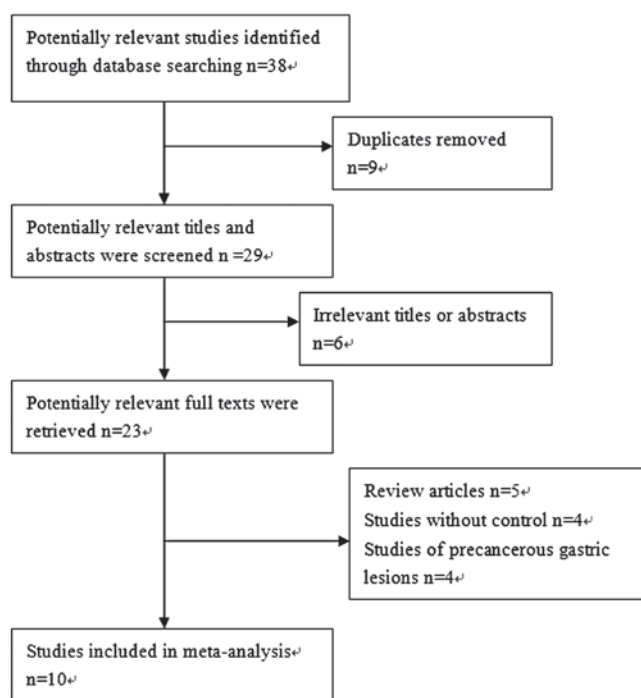 Potentially relevant studies identified
through database searching n=38↵
Duplicates removed
n=9↵
Potentially relevant titles and
abstracts were screened n =29↵
Irrelevant titles or abstracts
n=6↵
Potentially relevant full texts were
retrieved n=23↵
Review articles n=5↵
Studies without control n=4↵
Studies of precancerous gastric
lesions n=4↵
Studies included in meta-analysis↵
n=10↵